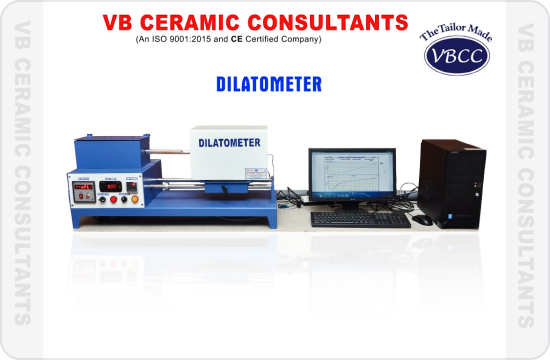 VB CERAMIC CONSULTANTS
(An ISO 9001:2015 and CE Certified Company)
The Tailor Made
VBCC
DILATOMETER
DILATOMETER
VB CERAMIC CONSULTANTS
VB CERAMIC CONSULTANTS